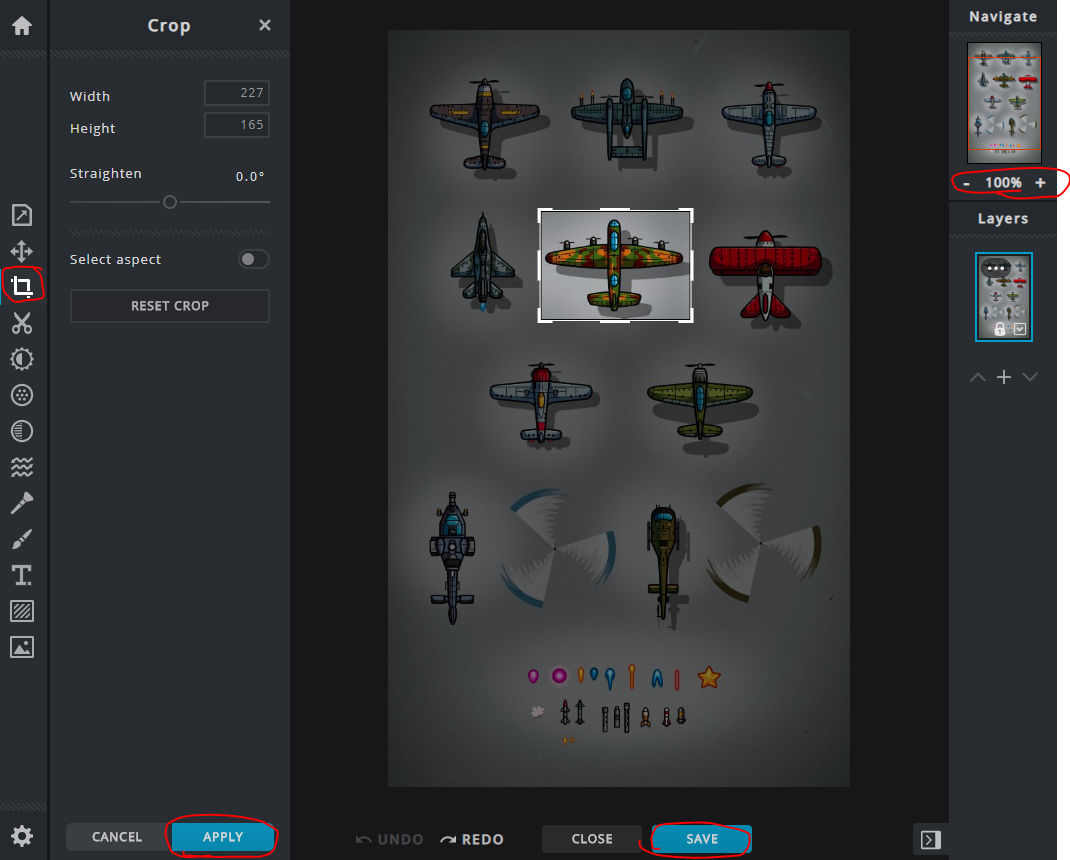 Crop
Width 227
Height 165
Straighten 0.0°
Select aspect
RESET CROP
CANCEL
APPLY
UNDO
REDO
CLOSE
SAVE
Navigate
- 100% +
Layers